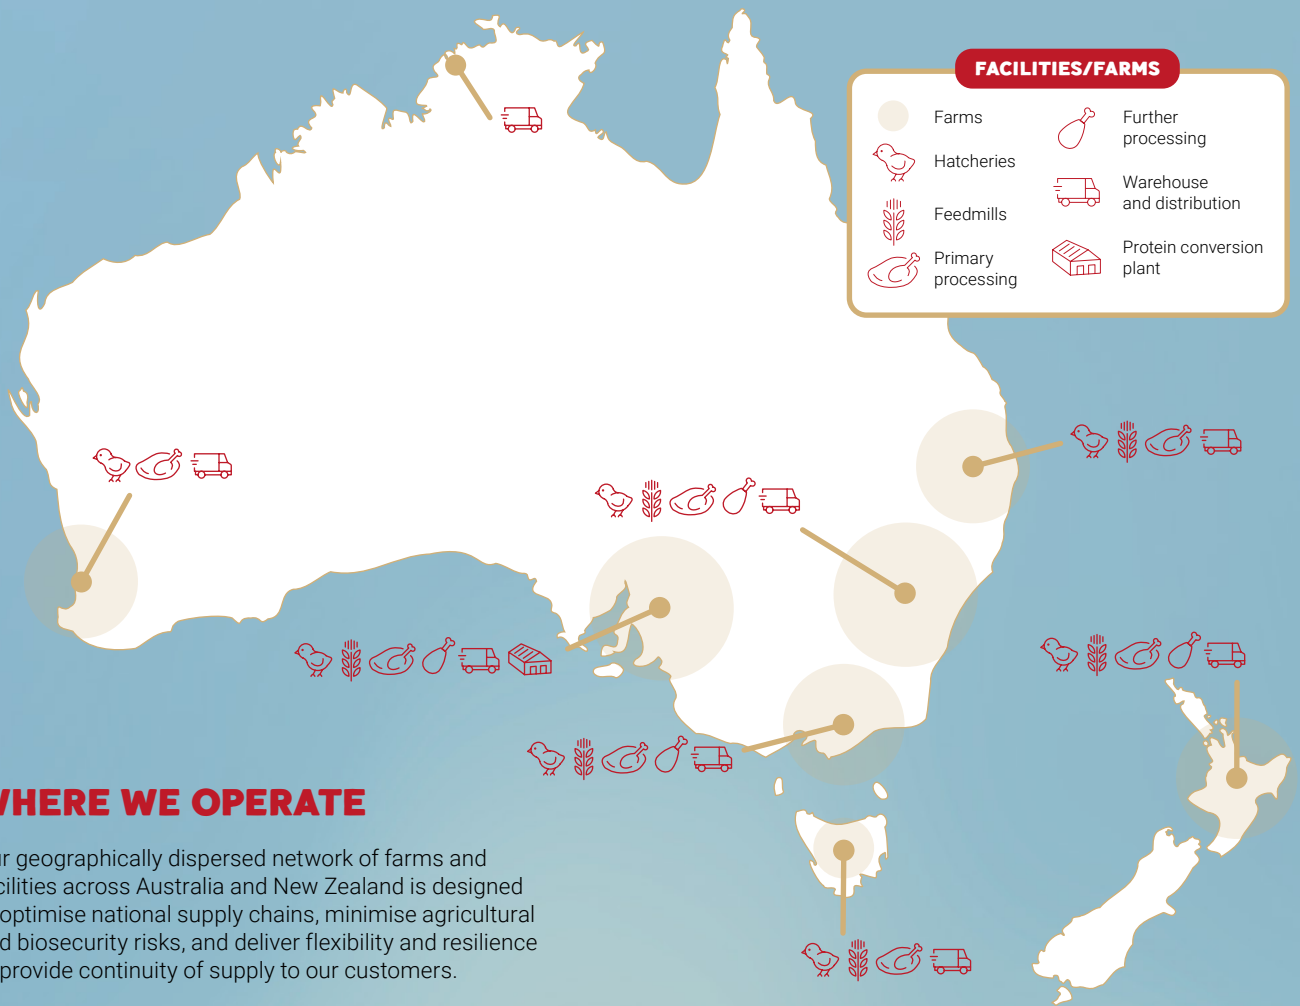 FACILITIES/FARMS
Farms
Hatcheries
Feedmills
Primary
processing
Further
processing
Warehouse
and distribution
Protein conversion
plant
WHERE WE OPERATE
geographically dispersed network of farms and
across Australia and New Zealand is designed
optimise national supply chains, minimise agricultural
biosecurity risks, and deliver flexibility and resilience
provide continuity of supply to our customers.